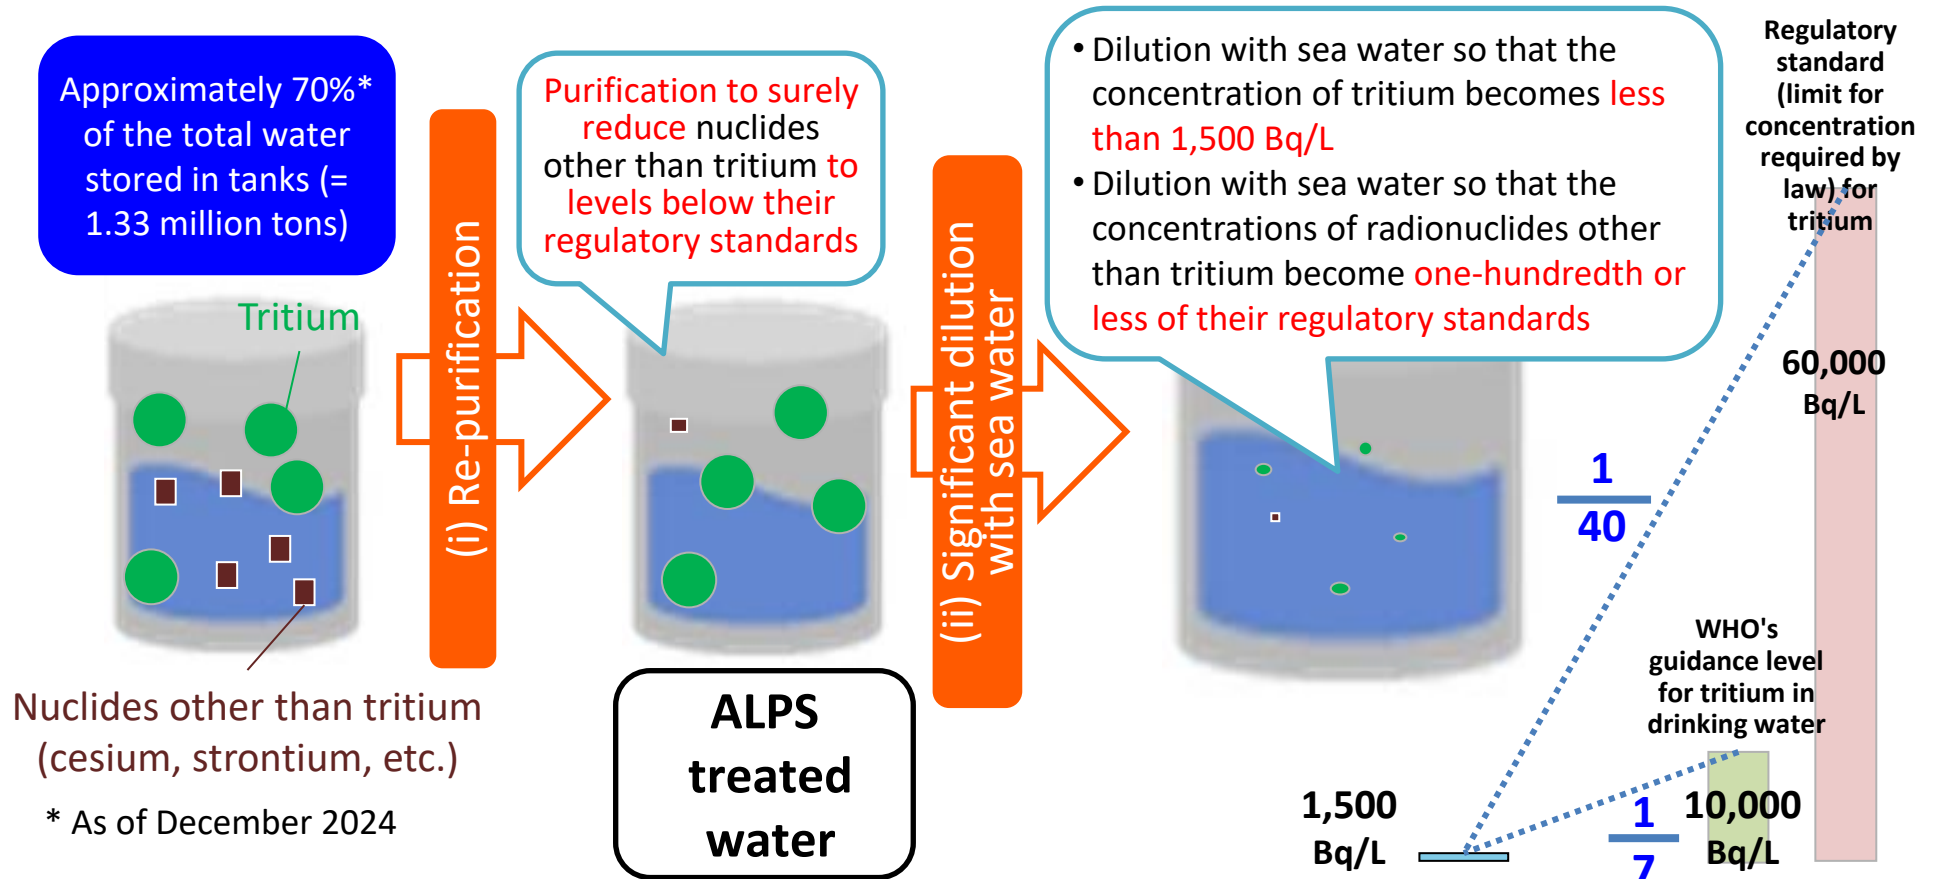 Approximately 70%*
of the total water
stored in tanks (=
1.33 million tons)
Tritium
Nuclides other than tritium
(cesium, strontium, etc.)
* As of December 2024
(i) Re-purification
Purification to surely
reduce nuclides
other than tritium to
levels below their
regulatory standards
ALPS
treated
water
(ii) Significant dilution
with sea water
• Dilution with sea water so that the
concentration of tritium becomes less
than 1,500 Bq/L
• Dilution with sea water so that the
concentrations of radionuclides other
than tritium become one-hundredth or
less of their regulatory standards
Regulatory
standard
(limit for
concentration
required by
law) for
tritium
60,000
Bq/L
1
40
WHO's
guidance level
for tritium in
drinking water
1,500
Bq/L
1
7
10,000
Bq/L